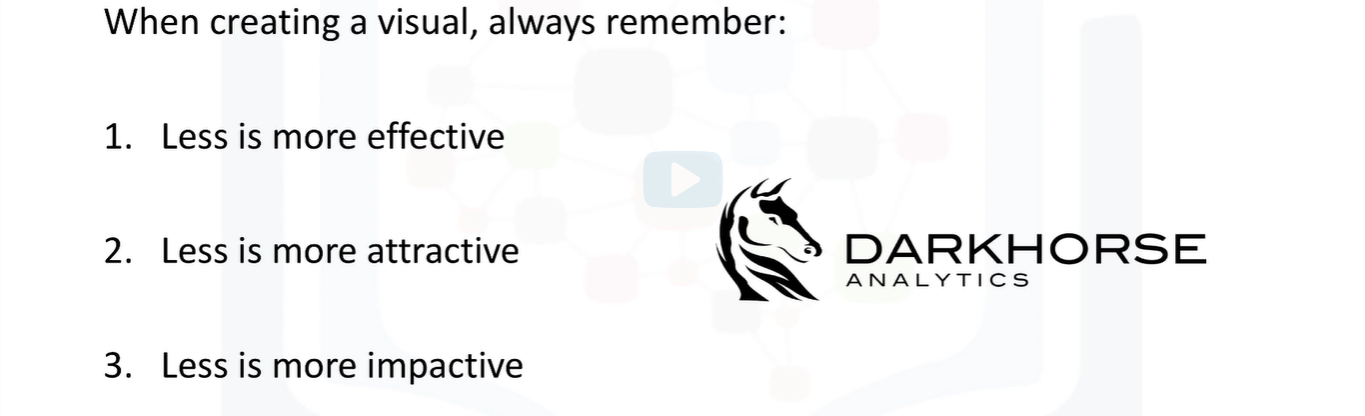 When creating a visual, always remember:
1. Less is more effective
2. Less is more attractive
DARKHORSE
ANALYTICS
3. Less is more impactive